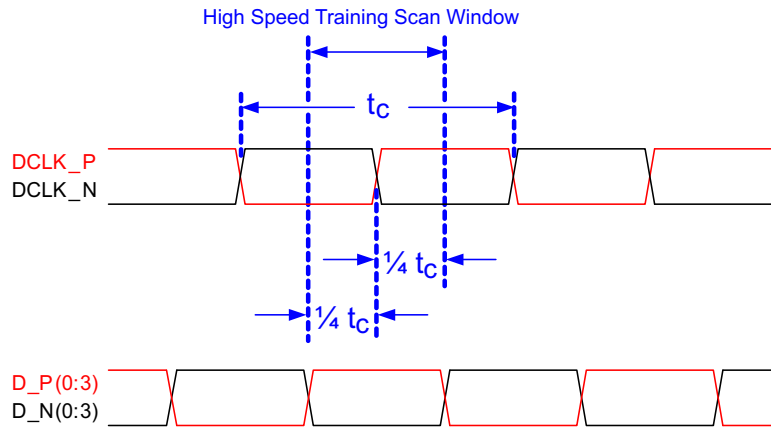 High Speed Training Scan Window
tC
DCLK_P
DCLK_N
¼ tC
¼ tC
D_P(0:3)
D_N(0:3)